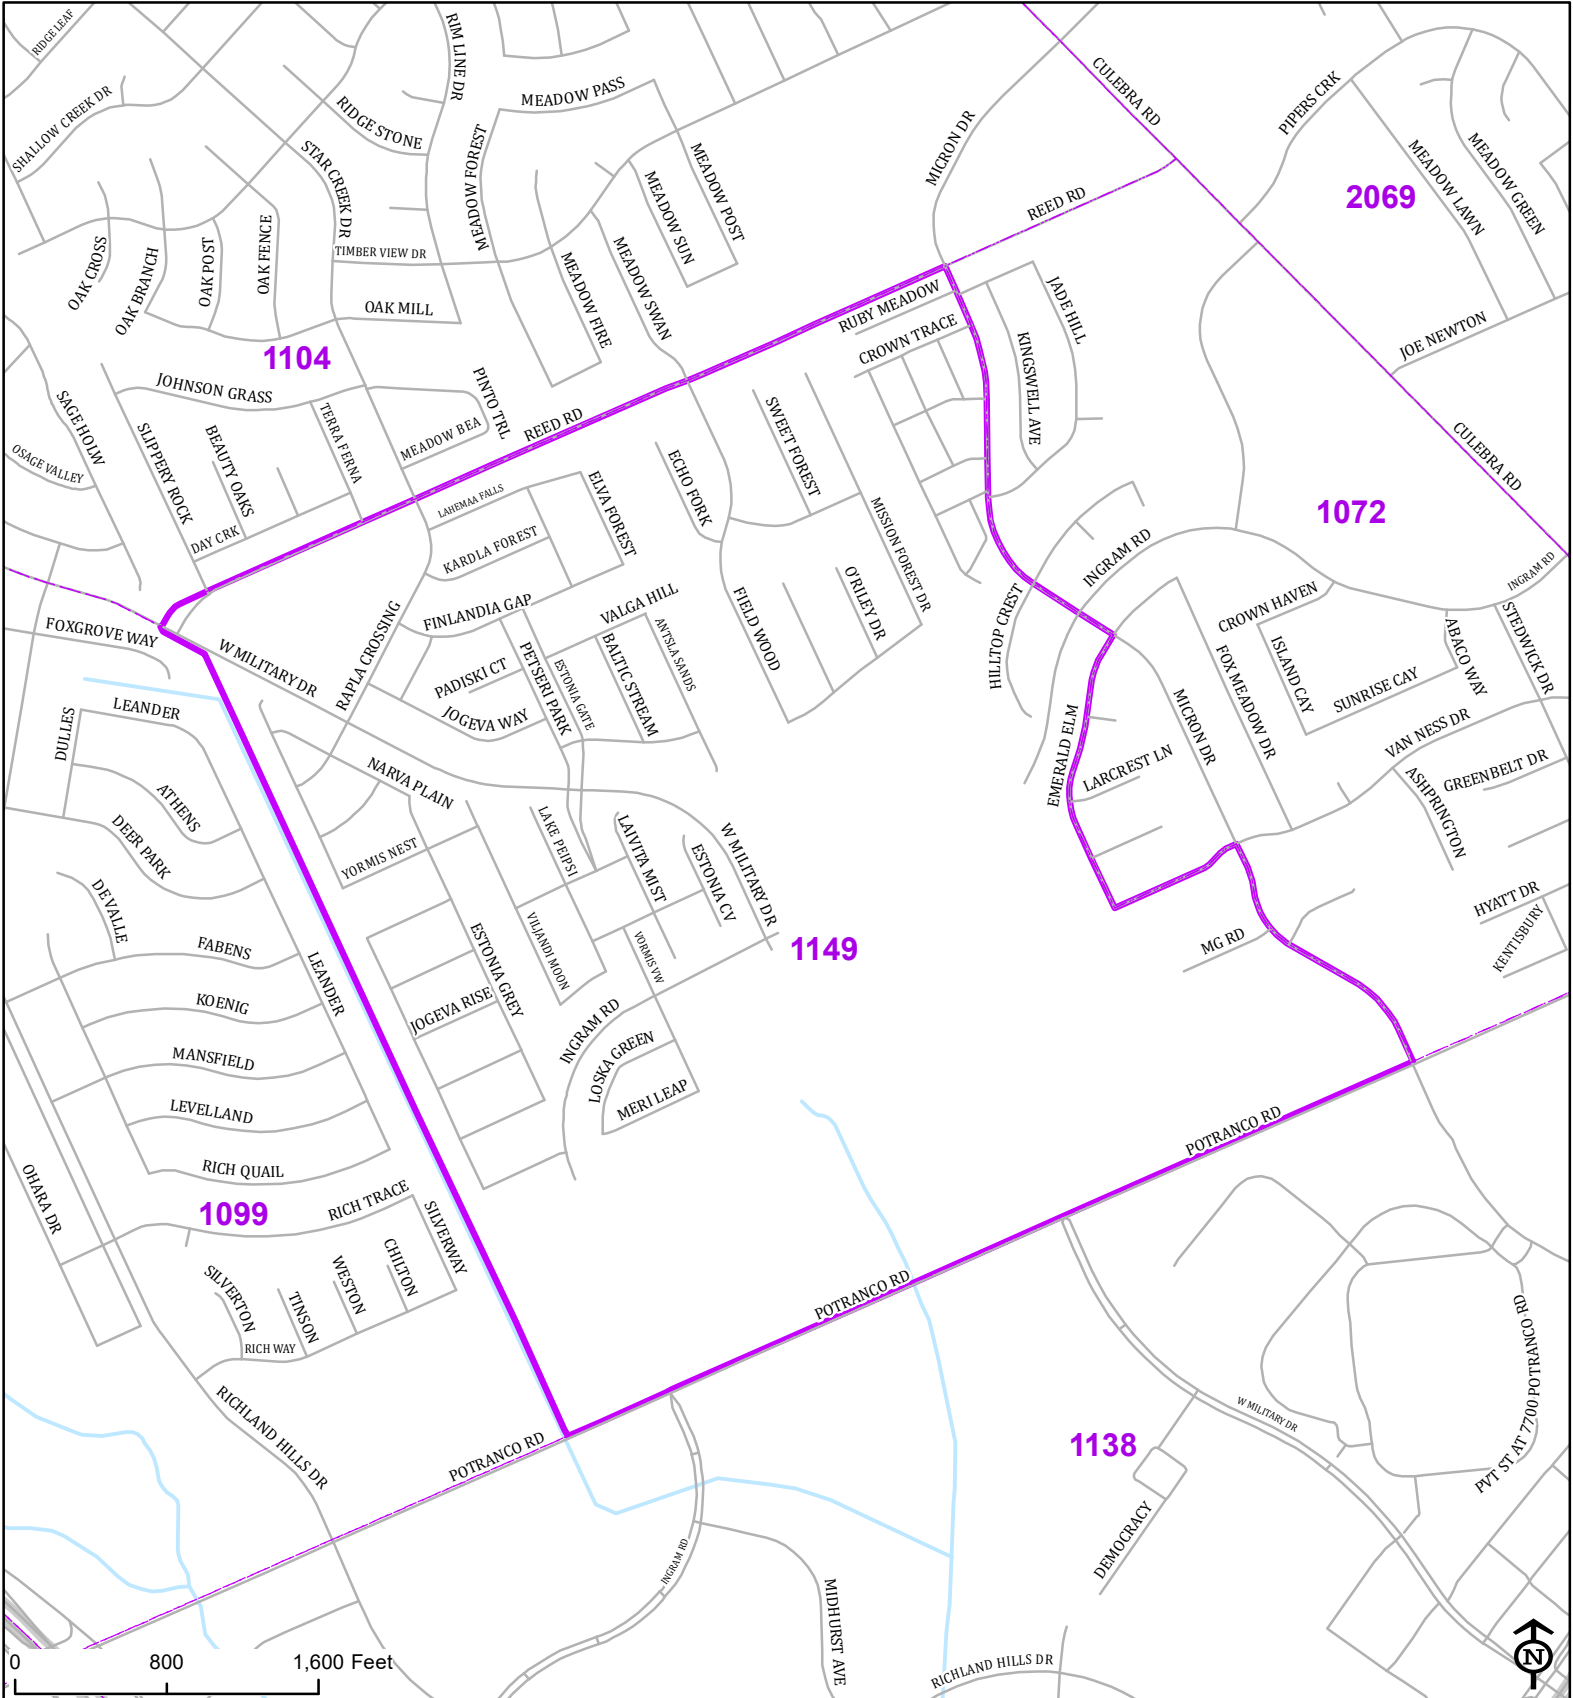 RIDGE LEAF
RIM LINE DR
CULEBRA RD
MEADOW PASS
PIPERS CRK
SHALLOW CREEK DR
RIDGE STONE
MICRON DR
MEADOW FOREST
STAR CREEK DR
MEADOW POST
MEADOW SUN
MEADOW LAWN
MEADOW GREEN
2069
REED RD
OAK CROSS
OAK BRANCH
OAK POST
OAK FENCE
TIMBER VIEW DR
MEADOW FIRE
MEADOW SWAN
OAK MILL
RUBY MEADOW
JADE HILL
CROWN TRACE
KINGSWELL AVE
JOE NEWTON
1104
JOHNSON GRASS
PINTO TRL
SAGE HOLW
SLIPPERY ROCK
BEAUTY OAKS
TERRA FERNA
MEADOW BEA
REED RD
SWEET FOREST
CULEBRA RD
OSAGE VALLEY
ECHO FORK
ELVA FOREST
LAHEMAA FALLS
MISSION FOREST DR
1072
DAY CRK
KARDLA FOREST
INGRAM RD
INGRAM RD
FIELD WOOD
O'RILEY DR
FINLANDIA GAP
VALGA HILL
HILLTOP CREST
CROWN HAVEN
FOXGROVE WAY
W MILITARY DR
RAPLA CROSSING
PADISKI CT
PETSERI PARK
ESTONIA GATE
BALTIC STREAM
ANTSLA SANDS
FOX MEADOW DR
ISLAND CAY
ABACO WAY
STEDWICK DR
SUNRISE CAY
LEANDER
DULLES
JOGEVA WAY
MICRON DR
VAN NESS DR
EMERALD ELM
LARCREST LN
GREENBELT DR
ASHPRINGTON
NARVA PLAIN
ATHENS
DEER PARK
YORMIS NEST
LAKE PEIPSI
LAIVITA MIST
ESTONIA CV
W MILITARY DR
DEVALLE
HYATT DR
KENTISBURY
FABENS
LEANDER
ESTONIA GREY
VILJANDI MOON
VORMIS VW
1149
MG RD
KOENIG
JOGEVA RISE
INGRAM RD
MANSFIELD
LOSKA GREEN
LEVELLAND
MERI LEAP
POTRANCO RD
RICH QUAIL
OHARA DR
1099
RICH TRACE
SILVERWAY
SILVERTON
TINSON
WESTON
CHILTON
RICH WAY
POTRANCO RD
PVT ST AT 7700 POTRANCO RD
RICHLAND HILLS DR
W MILITARY DR
1138
POTRANCO RD
DEMOCRACY
INGRAM RD
MIDHURST AVE
RICHLAND HILLS DR
0 800 1,600 Feet
N